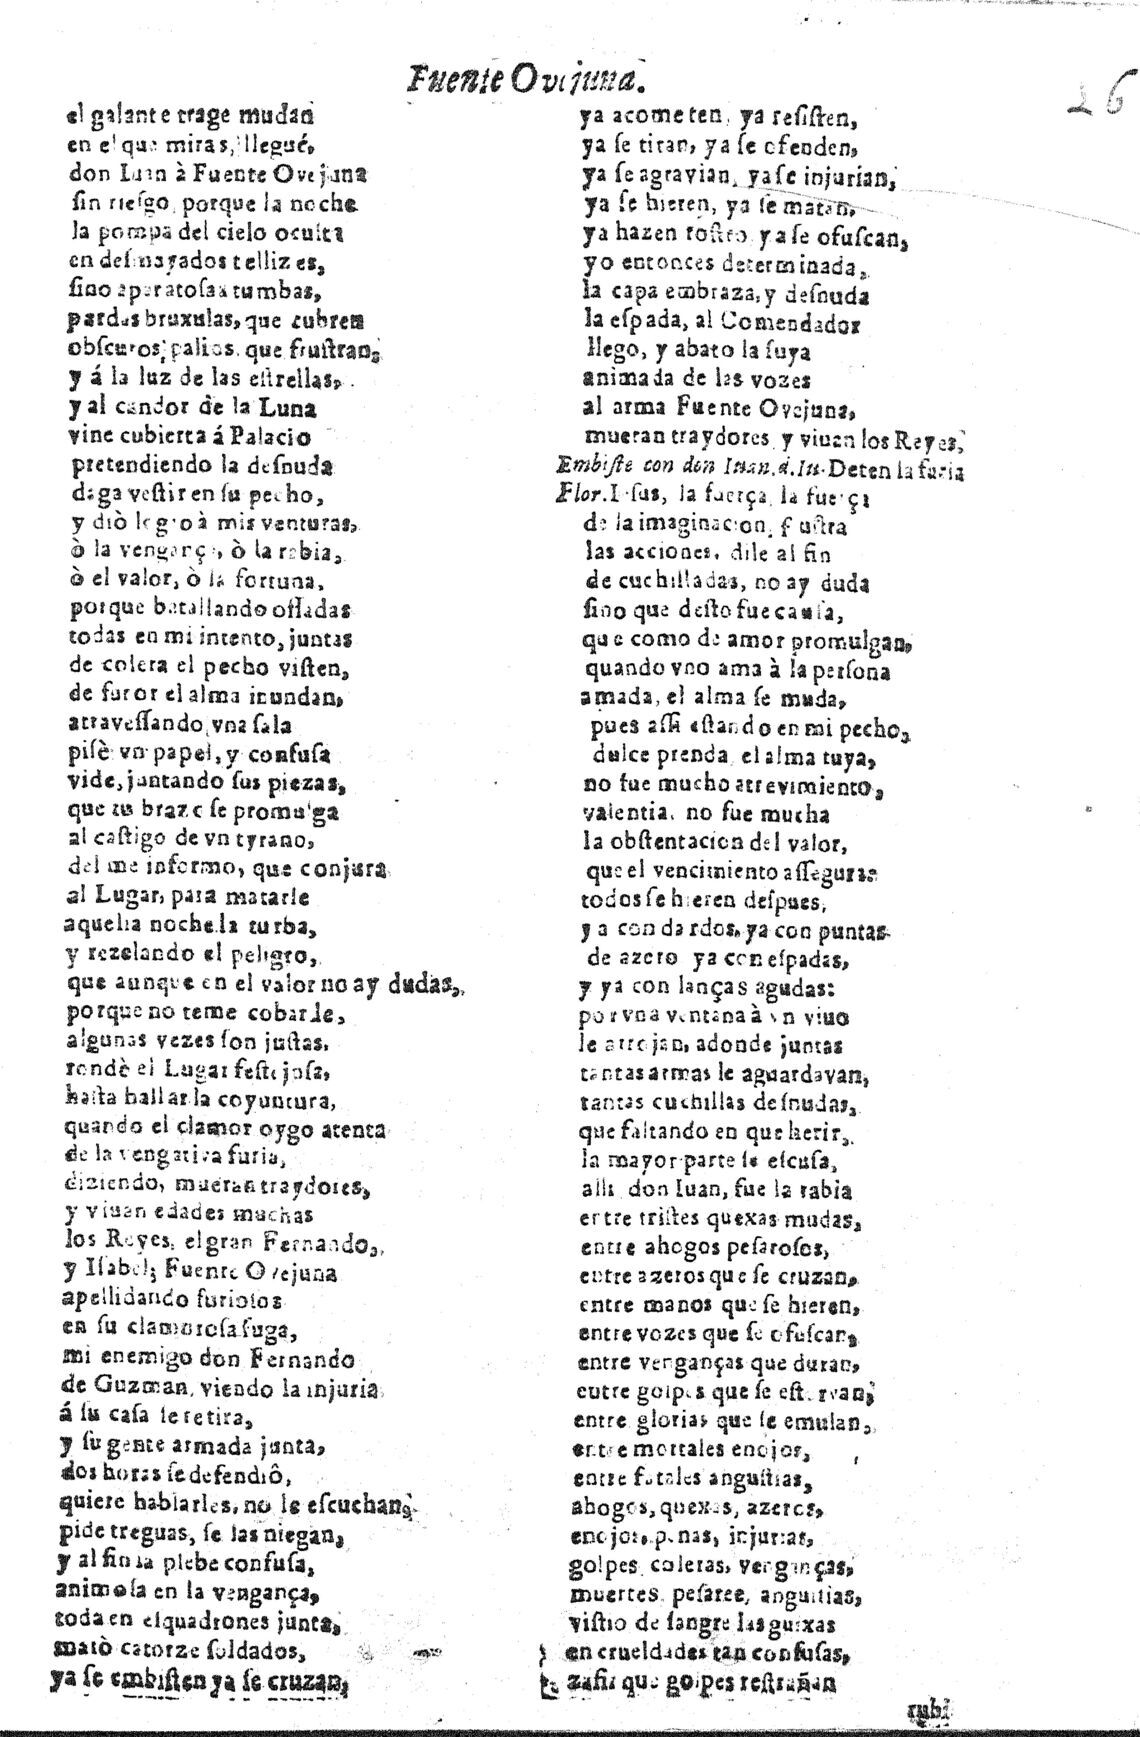 Fuente Ovejuna.
26
el galante trage mudan
en el que miras, llegué,
don Iuan à Fuente Ovejuna
sin riesgo, porque la noche
la pompa del cielo oculta
en desmayados tellizes,
sino aparatosas tumbas,
pardas bruxulas, que cubren
obscuros palios, que frustran,
y á la luz de las estrellas,
y al candor de la Luna
vine cubierta á Palacio
pretendiendo la desnuda
daga vestir en su pecho,
y diò logro à mis venturas,
ò la vengança, ò la rabia,
ò el valor, ò la fortuna,
porque batallando ossadas
todas en mi intento, juntas
de colera el pecho visten,
de furor el alma inundan,
atravessando vna sala
pisè vn papel, y confusa
vide, juntando sus piezas,
que tu brazo se promulga
al castigo de vn tyrano,
del me informo, que conjura
al Lugar, para matarle
aquella noche la turba,
y rezelando el peligro,
que aunque en el valor no ay dudas,
porque no teme cobarde,
algunas vezes son justas,
rondè el Lugar festejosa,
hasta hallar la coyuntura,
quando el clamor oygo atenta
de la vengativa furia,
diziendo, mueran traydores,
y viuan edades muchas
los Reyes, el gran Fernando,
y Isabel; Fuente Ovejuna
apellidando furiosos
en su clamorosa fuga,
mi enemigo don Fernando
de Guzman, viendo la injuria
á su casa se retira,
y su gente armada junta,
dos horas se defendiô,
quiere hablarles, no le escuchan,
pide treguas, se las niegan,
y al fin la plebe confusa,
animosa en la vengança,
toda en esquadrones junta,
matò catorze soldados,
ya se embisten ya se cruzan,
ya acometen, ya resisten,
ya se tiran, ya se ofenden,
ya se agravian, ya se injurian,
ya se hieren, ya se matan,
ya hazen rostro, ya se ofuscan,
yo entonces determinada,
la capa embraza, y desnuda
la espada, al Comendador
llego, y abato la suya
animada de las vozes
al arma Fuente Ovejuna,
mueran traydores, y viuan los Reyes,
Embiste con don Iuan. d. Iu. Deten la furia
Flor. Iesus, la fuerça, la fuerça
de la imaginacion, frustra
las acciones, dile al fin
de cuchilladas, no ay duda
sino que desto fue causa,
que como de amor promulgan,
quando vno ama à la persona
amada, el alma se muda,
pues assi estando en mi pecho,
dulce prenda, el alma tuya,
no fue mucho atrevimiento,
valentia, no fue mucha
la obstentacion del valor,
que el vencimiento assegura:
todos se hieren despues,
ya con dardos, ya con puntas
de azero, ya con espadas,
y ya con lanças agudas:
por vna ventana à vn viuo
le arrojan, adonde juntas
tantas armas le aguardavan,
tantas cuchillas desnudas,
que faltando en que herir,
la mayor parte se escusa,
alli, don Iuan, fue la rabia
entre tristes quexas mudas,
entre ahogos pesarosos,
entre azeros que se cruzan,
entre manos que se hieren,
entre vozes que se ofuscan,
entre venganças que duran,
entre golpes que se estorvan,
entre glorias que se emulan,
entre mortales enojos,
entre fatales angustias,
ahogos, quexas, azeros,
enojos, penas, injurias,
golpes, coleras, venganças,
muertes, pesares, angustias,
vistio de sangre las guixas
en crueldades tan confusas,
zafii que golpes restrañan
rubi